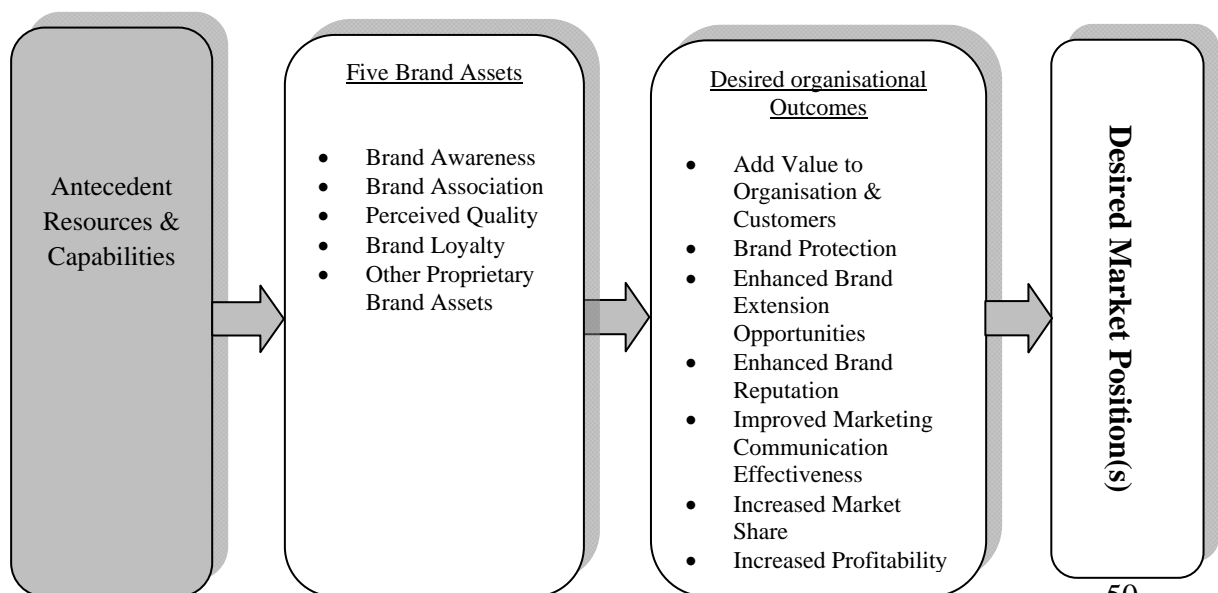 Antecedent
Resources &
Capabilities
Five Brand Assets
• Brand Awareness
• Brand Association
• Perceived Quality
• Brand Loyalty
• Other Proprietary
Brand Assets
Desired organisational
Outcomes
• Add Value to
Organisation &
Customers
• Brand Protection
• Enhanced Brand
Extension
Opportunities
• Enhanced Brand
Reputation
• Improved Marketing
Communication
Effectiveness
• Increased Market
Share
• Increased Profitability
Desired Market Position(s)